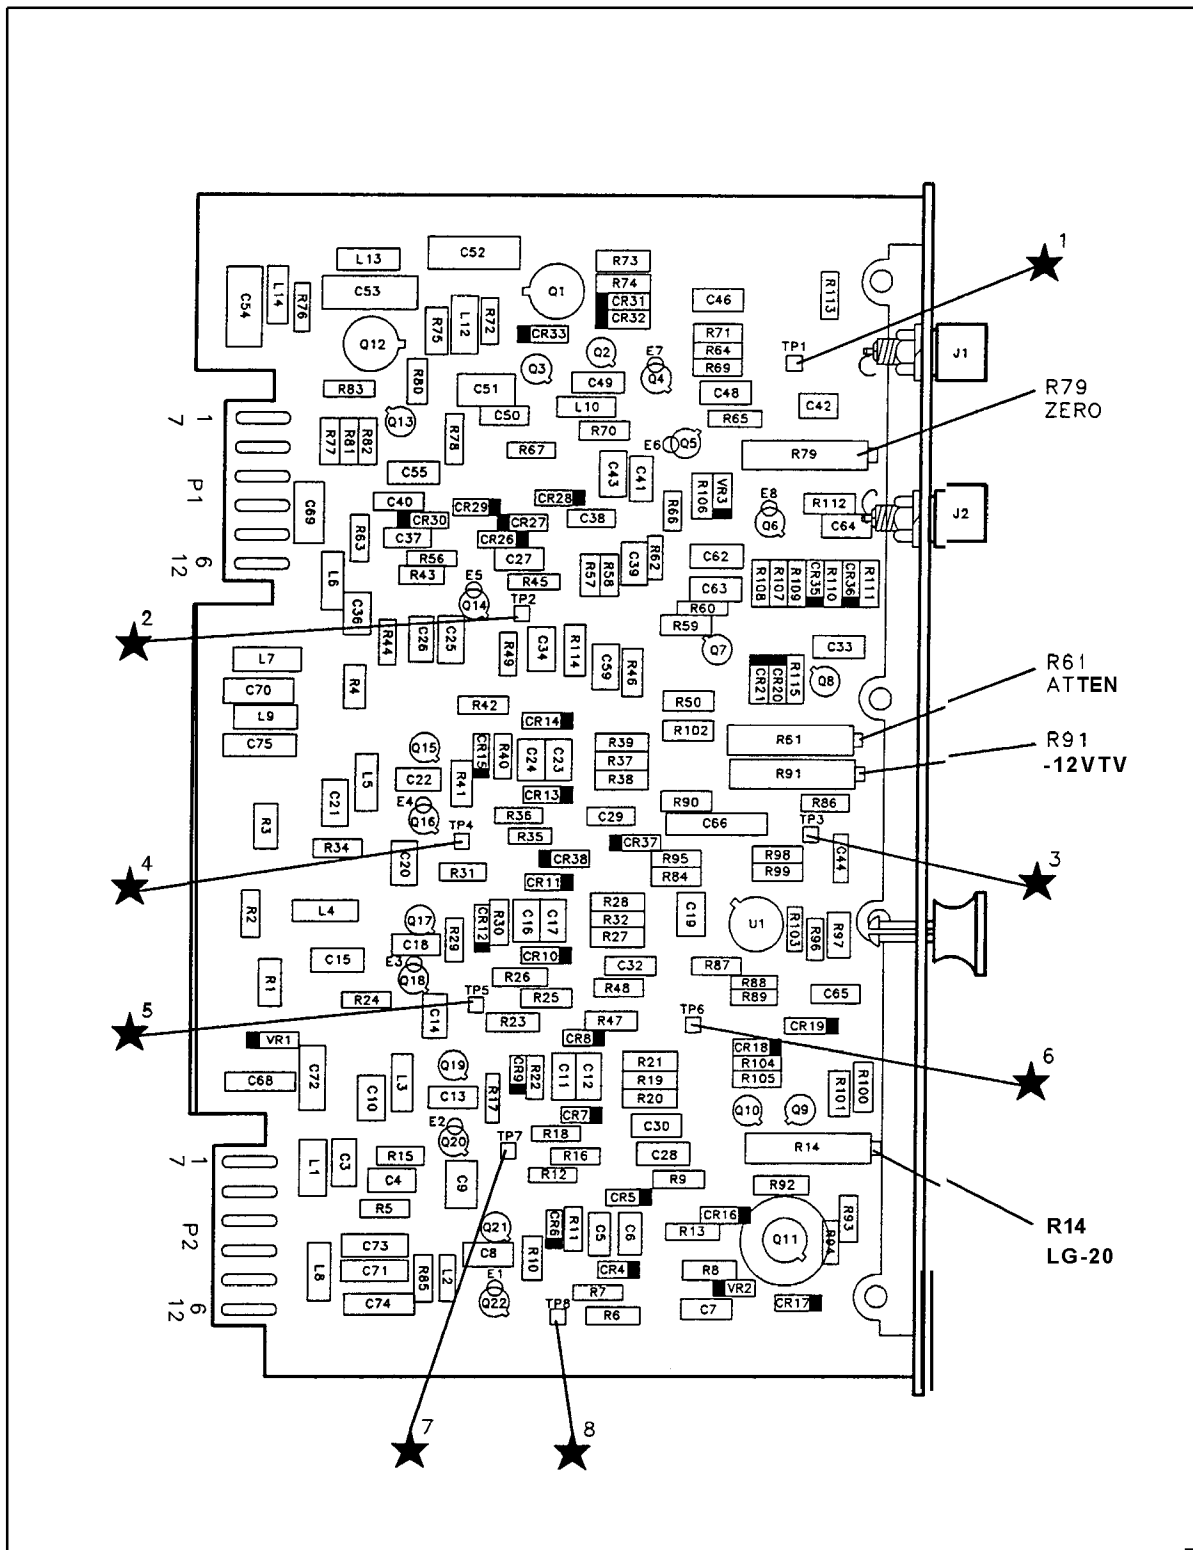 1
C52
L13
R73
C54
L14
R76
C53
Q1
R74
CR31
CR32
C46
R113
R75
L12
R72
CR33
R71
R64
R69
TP1
J1
Q12
Q2
E7
Q3
Q4
R79
ZERO
R83
R80
C51
C49
C48
C42
L10
C50
R65
1
7
Q13
R77
R81
R82
R78
R70
E6
Q5
R79
R67
C55
C43
C41
P1
C69
C40
CR29
CR28
R106
VR3
E8
R112
J2
CR30
CR27
C38
R66
Q6
C64
R63
C37
CR26
6
12
R56
C27
C39
R62
C62
L6
R43
E5
R45
R57
R58
C63
R108
R107
R109
CR35
R110
CR36
R111
Q14
TP2
R60
2
C36
R59
R44
C26
C25
R49
C34
R114
C59
R46
Q7
C33
L7
R4
CR21
CR20
R115
Q8
R61
ATTEN
C70
R42
R50
L9
CR14
R102
C75
Q15
CR15
R40
C24
C23
R39
R37
R38
R61
R91
-12VTV
L5
C22
R41
R91
C21
CR13
E4
Q16
R36
C29
R90
R86
R3
C66
TP3
R34
TP4
R35
CR37
C44
C20
CR38
R95
R84
R98
R99
4
R31
CR11
3
R2
L4
Q17
R29
CR12
R30
C16
C17
R28
R32
R27
C19
U1
R103
R96
R97
C18
C15
E3
Q18
CR10
C32
R87
R1
R26
R48
R88
R89
C65
R24
C14
TP5
R25
5
R23
R47
TP6
CR19
VR1
CR8
CR18
6
C68
C72
L3
Q19
CR9
R22
C11
C12
R21
R19
R20
R104
R105
C10
C13
R17
R101
R100
CR7
Q10
Q9
E2
Q20
R18
C30
1
7
L1
C3
R15
TP7
R16
C28
R14
C4
C9
R12
R9
R92
R5
CR5
R14
LG-20
P2
Q21
CR6
R11
C5
C6
CR16
R13
Q11
R94
R93
C73
C8
R10
L8
C71
R85
L2
CR4
R8
E1
R7
VR2
6
12
C74
Q22
TP8
R6
C7
CR17
7
8